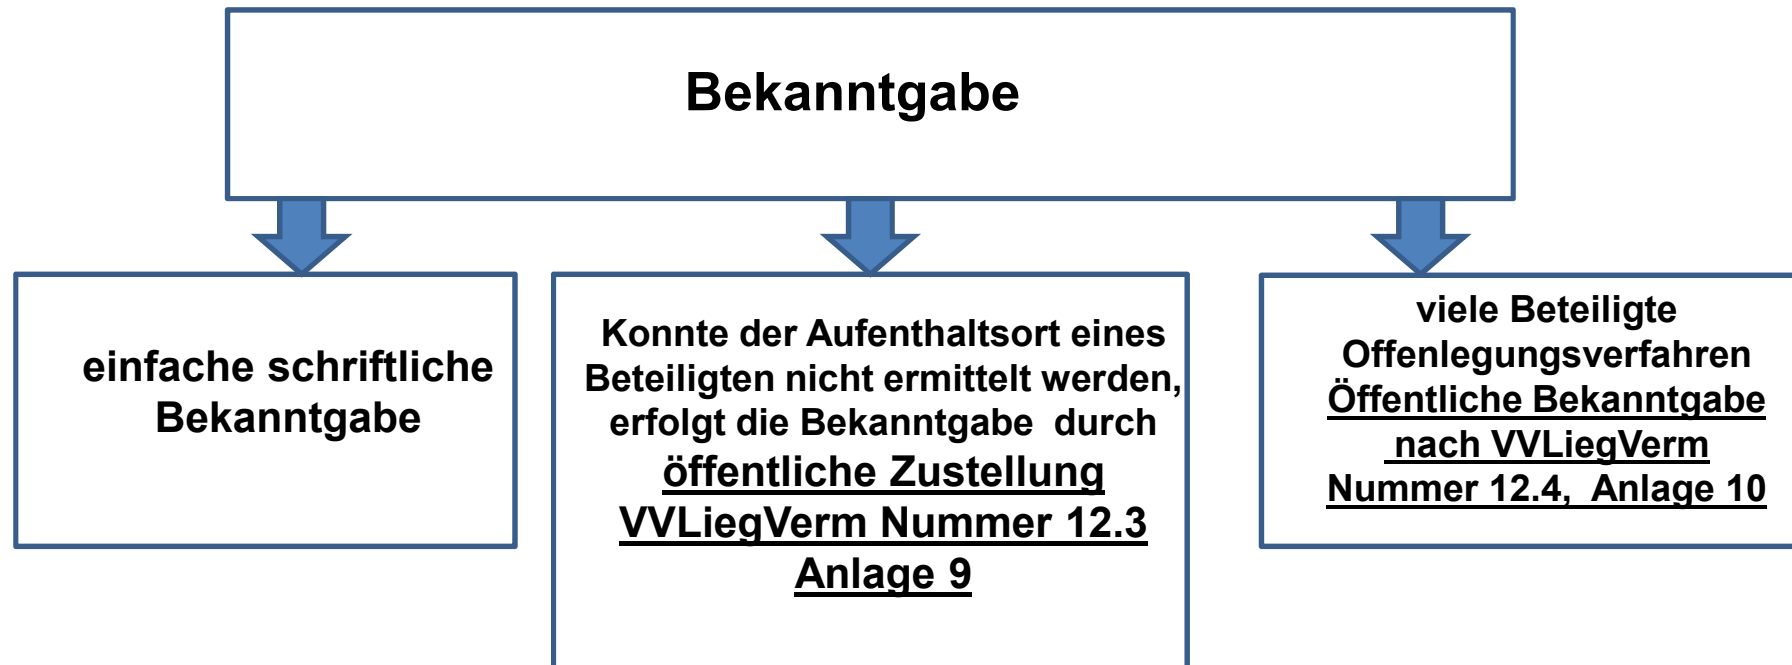 Bekanntgabe
einfache schriftliche
Bekanntgabe
Konnte der Aufenthaltsort eines
Beteiligten nicht ermittelt werden,
erfolgt die Bekanntgabe durch
öffentliche Zustellung
VVLiegVerm Nummer 12.3
Anlage 9
viele Beteiligte
Offenlegungsverfahren
Öffentliche Bekanntgabe
nach VVLiegVerm
Nummer 12.4, Anlage 10